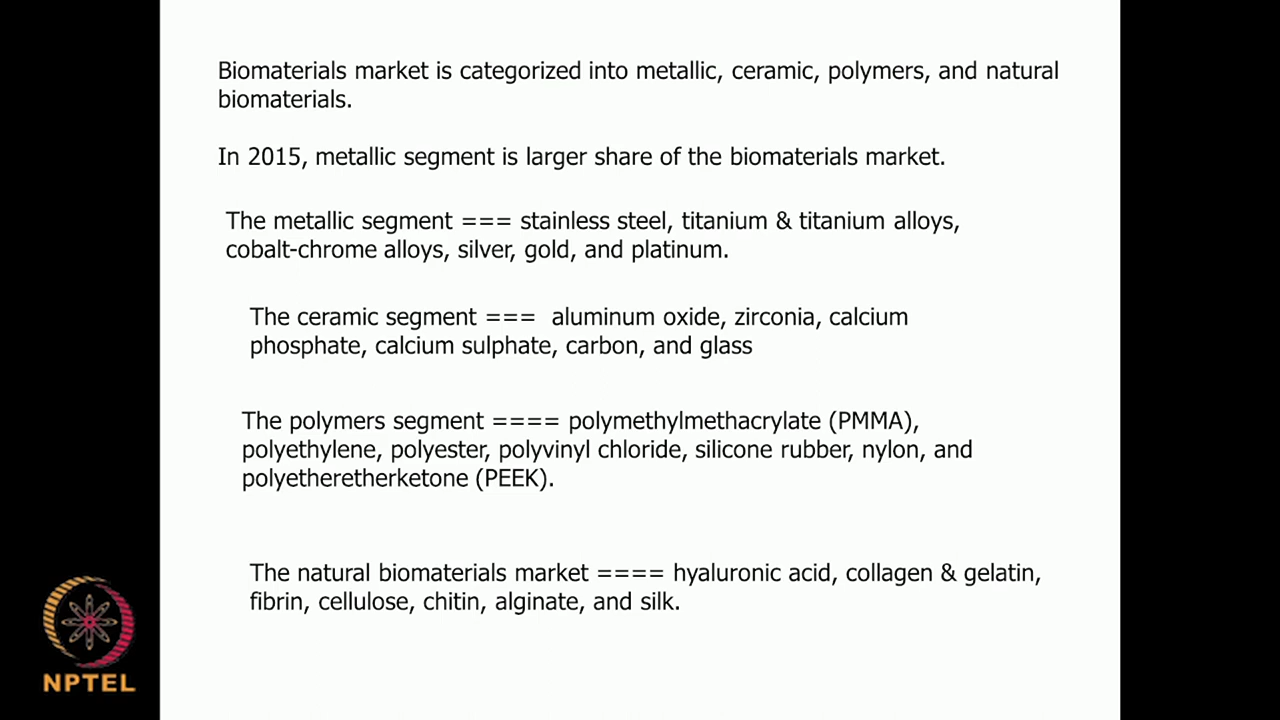 Biomaterials market is categorized into metallic, ceramic, polymers, and natural
biomaterials.
In 2015, metallic segment is larger share of the biomaterials market.
The metallic segment === stainless steel, titanium & titanium alloys,
cobalt-chrome alloys, silver, gold, and platinum.
The ceramic segment === aluminum oxide, zirconia, calcium
phosphate, calcium sulphate, carbon, and glass
The polymers segment ==== polymethylmethacrylate (PMMA),
polyethylene, polyester, polyvinyl chloride, silicone rubber, nylon, and
polyetheretherketone (PEEK).
The natural biomaterials market ==== hyaluronic acid, collagen & gelatin,
fibrin, cellulose, chitin, alginate, and silk.
NPTEL